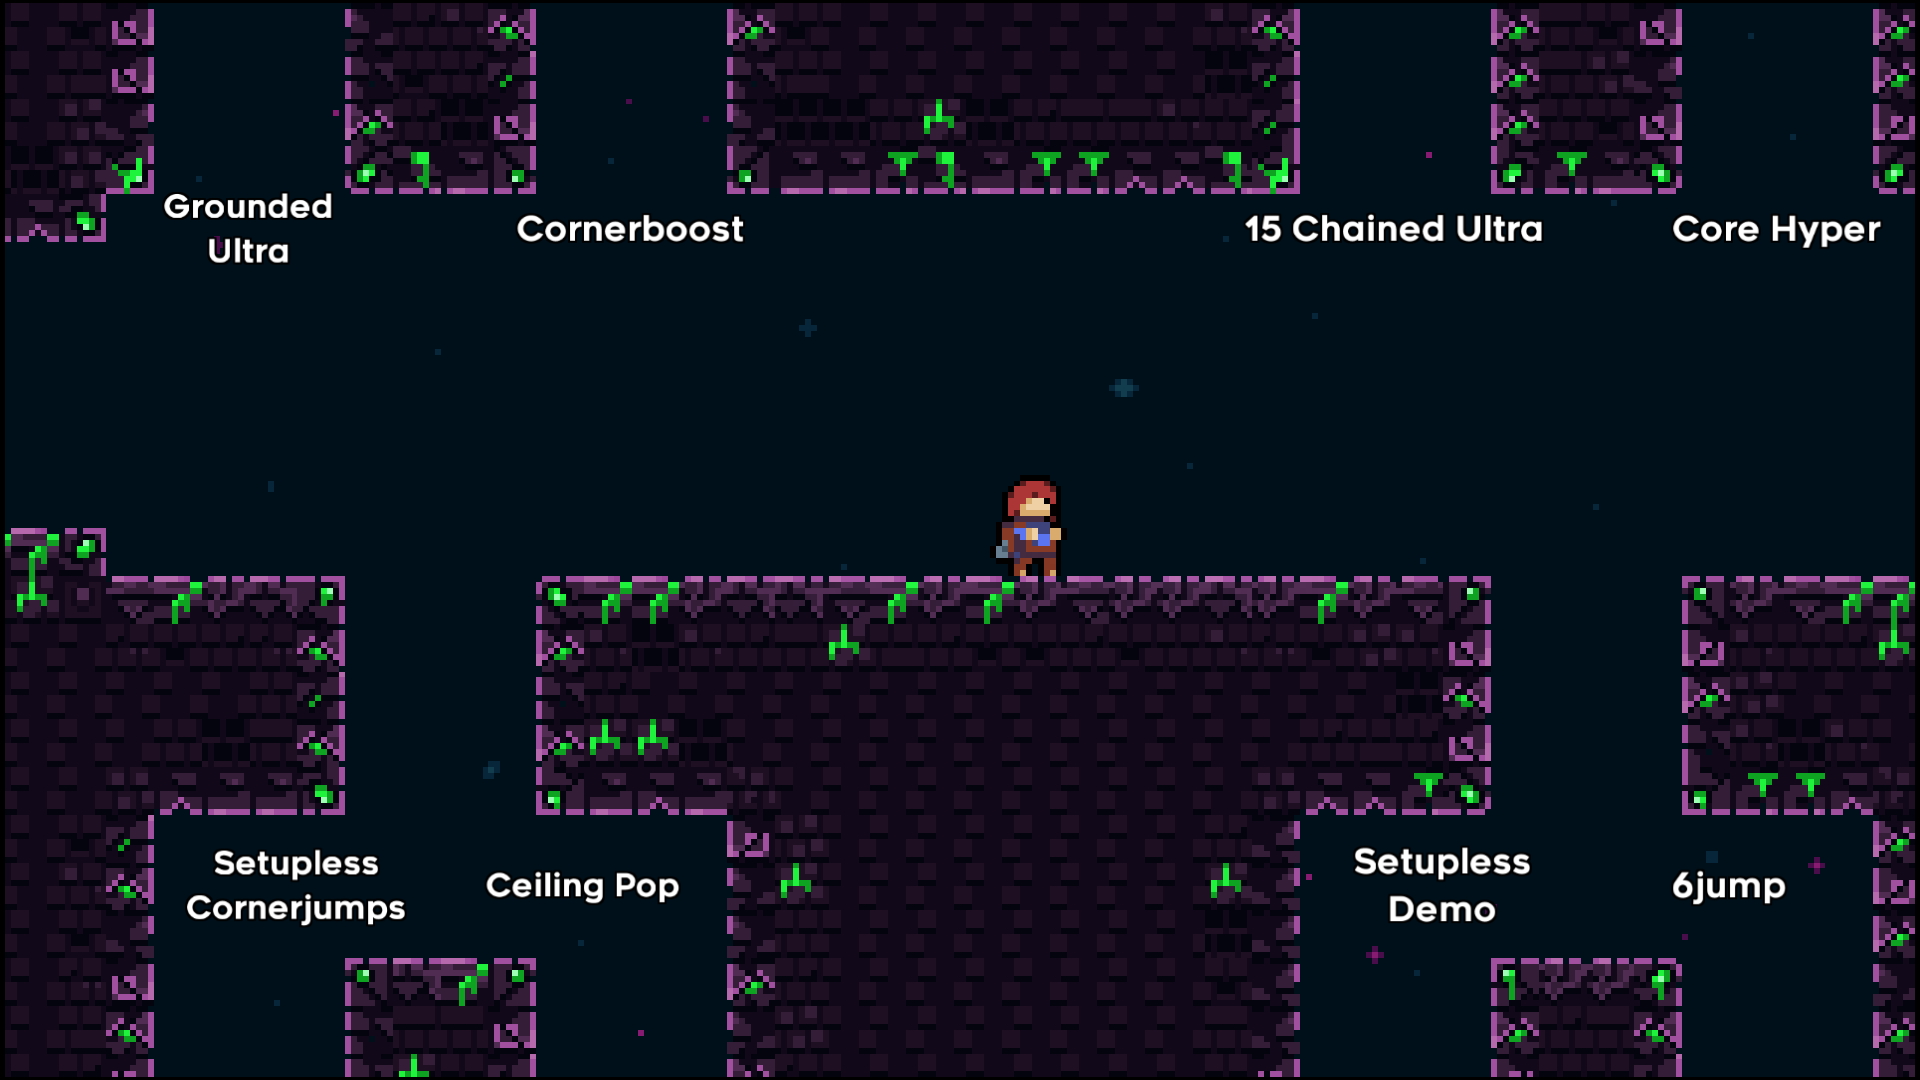 Grounded
Ultra
Cornerboost
15 Chained Ultra
Core Hyper
Setupless
Cornerjumps
Ceiling Pop
Setupless
Demo
6jump